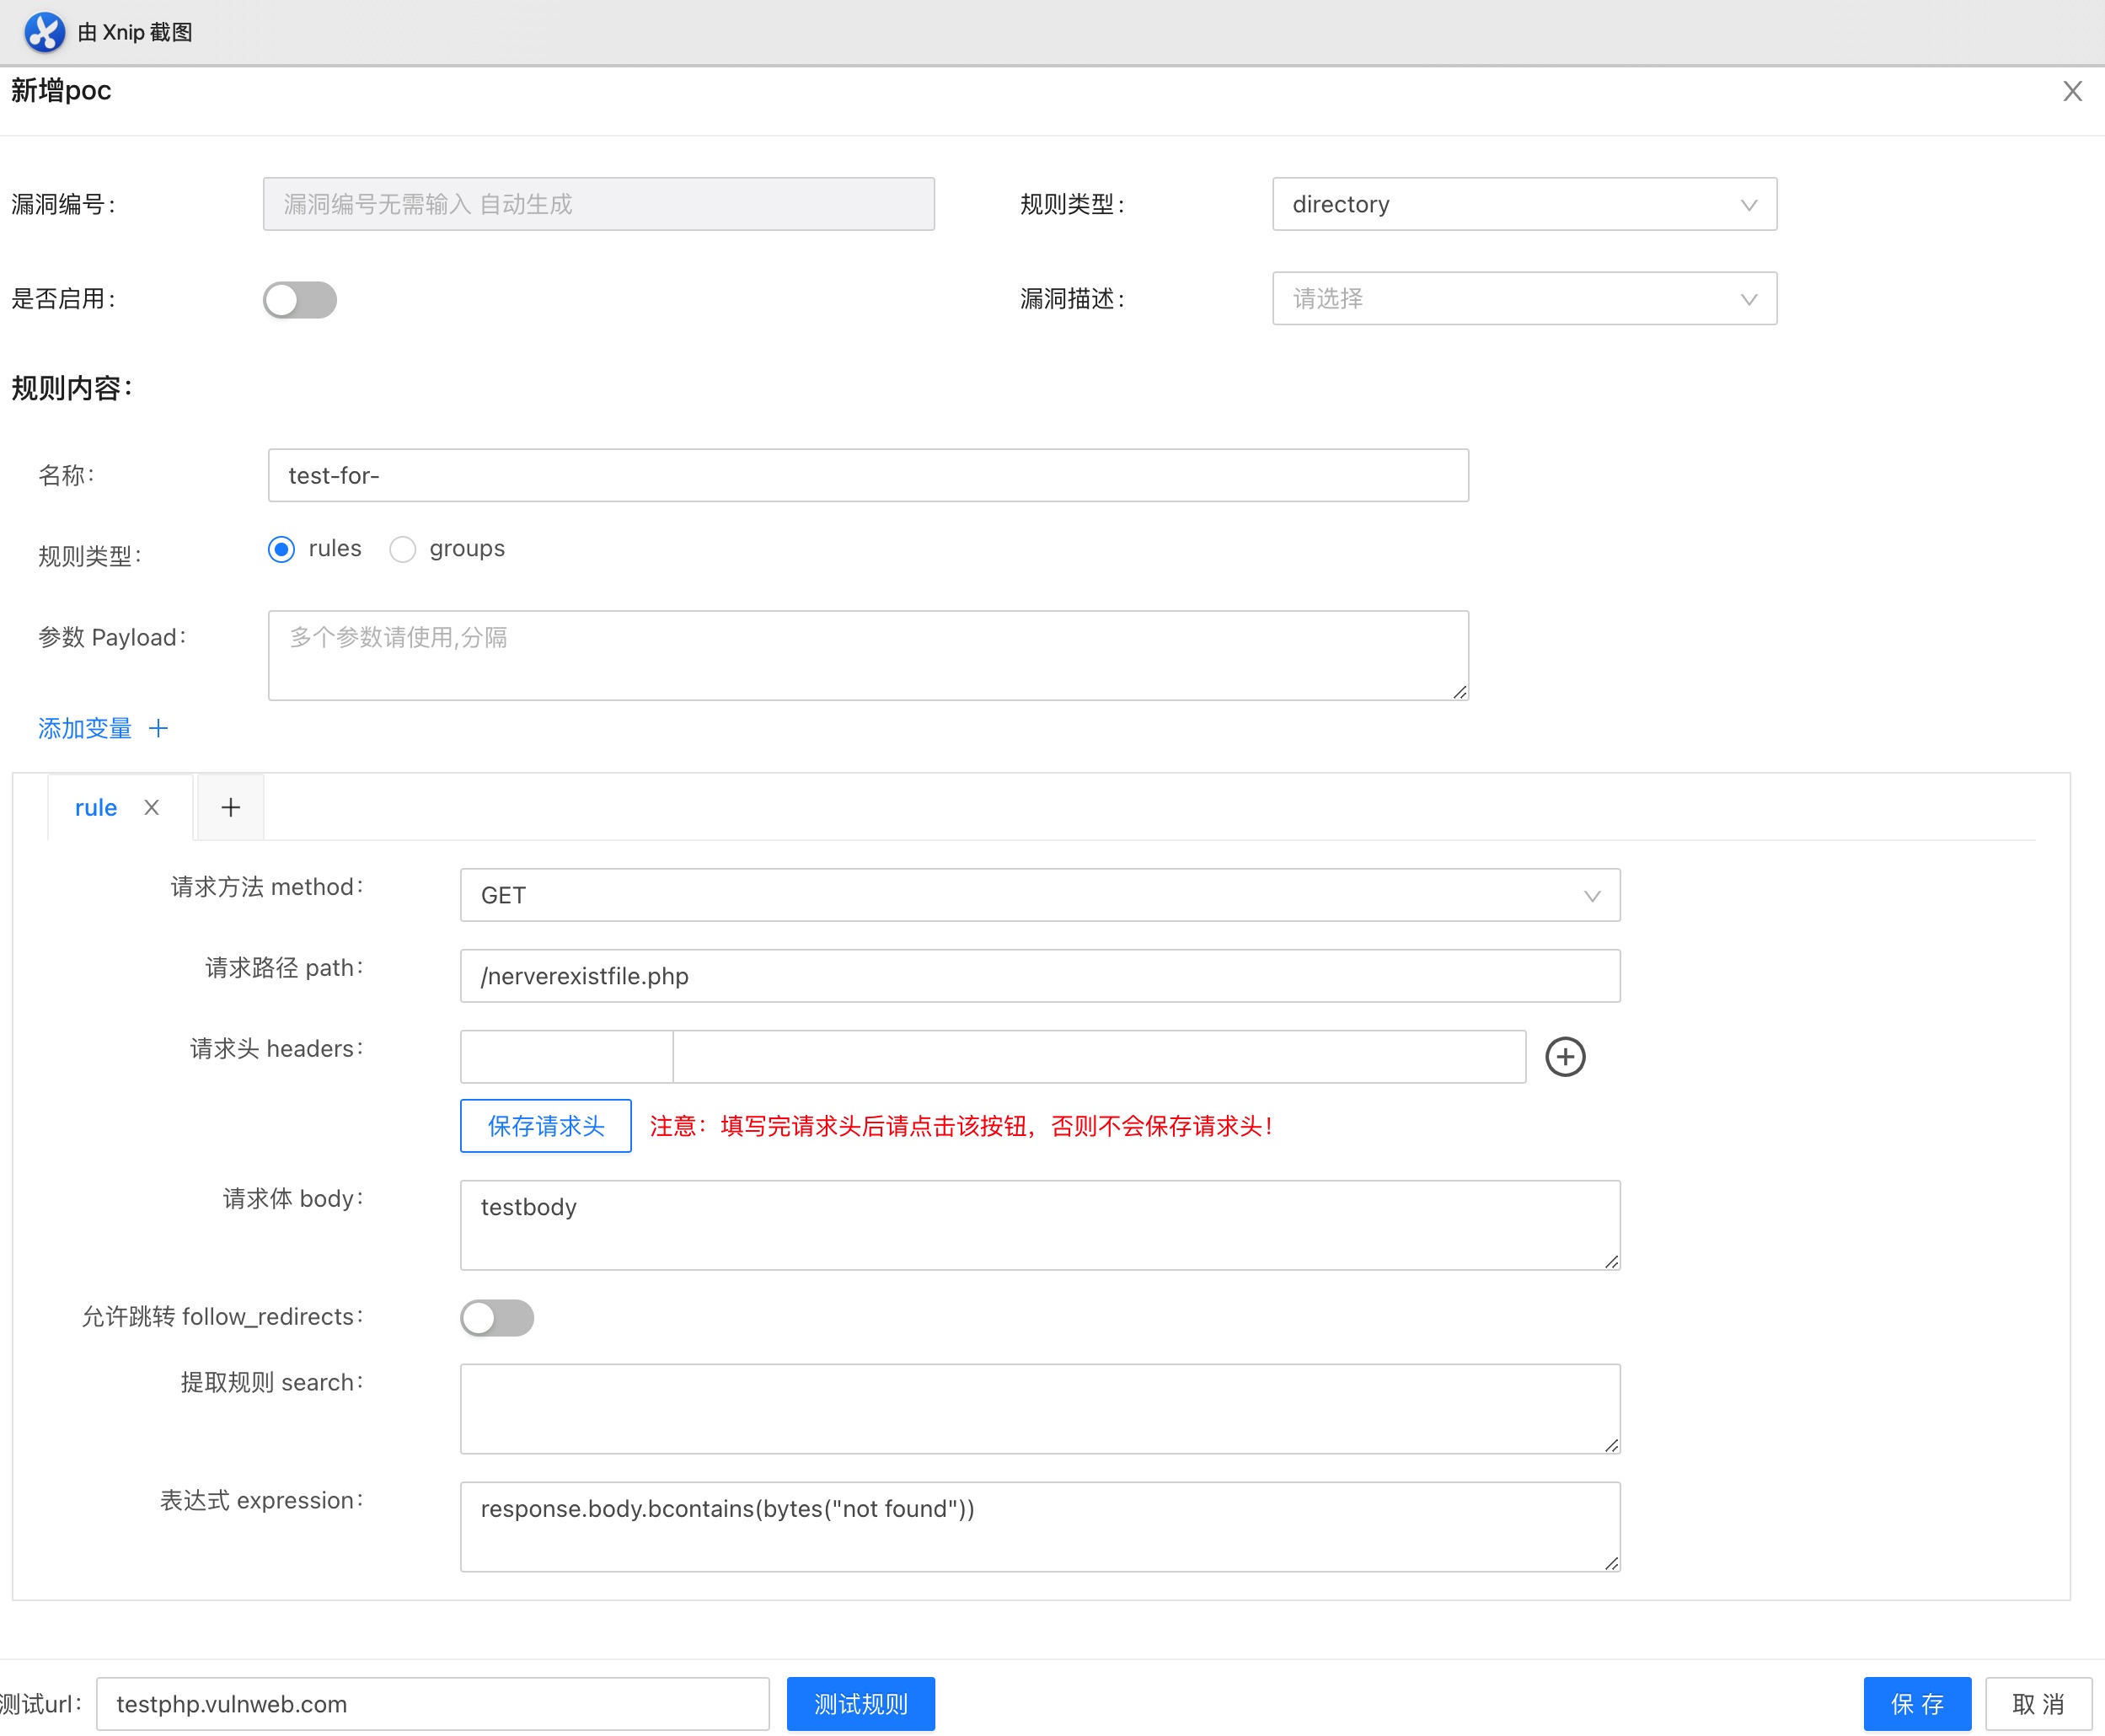 由 Xnip 截图
新增poc
漏洞编号: 漏洞编号无需输入 自动生成 规则类型: directory
是否启用: 漏洞描述: 请选择
规则内容:
名称: test-for-
规则类型: rules groups
参数 Payload: 多个参数请使用,分隔
添加变量 +
rule X +
请求方法 method: GET
请求路径 path: /nerverexistfile.php
请求头 headers:
保存请求头 注意：填写完请求头后请点击该按钮，否则不会保存请求头！
请求体 body: testbody
允许跳转 follow_redirects:
提取规则 search:
表达式 expression: response.body.bcontains(bytes("not found"))
测试url: testphp.vulnweb.com 测试规则 保 存 取 消